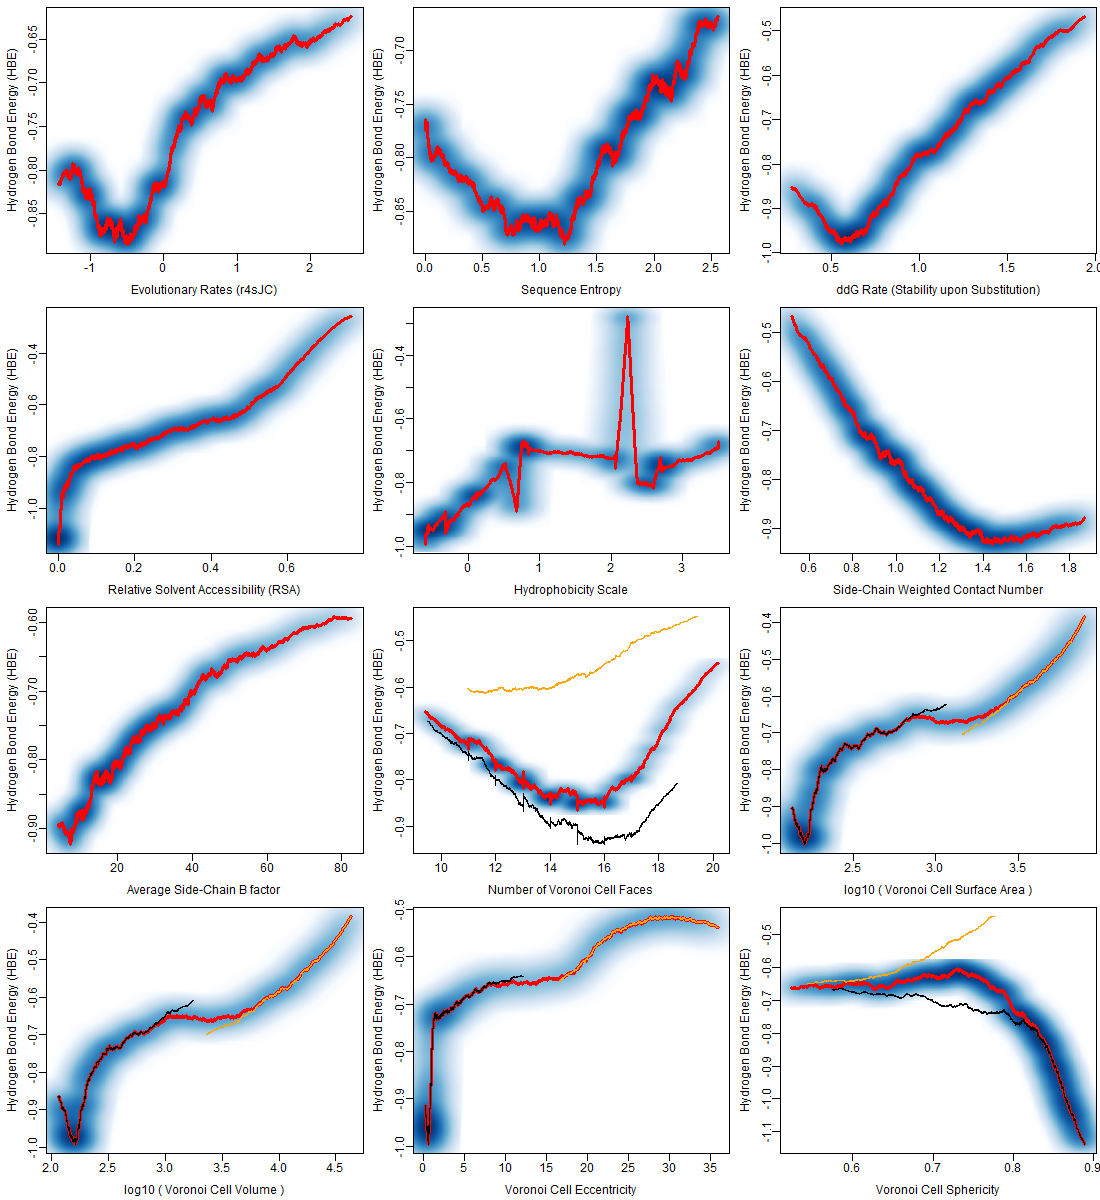 Hydrogen Bond Energy (HBE)
-0.65
-0.70
-0.75
-0.80
-0.85
-1 0 1 2
Evolutionary Rates (r4sJC)
Hydrogen Bond Energy (HBE)
-0.70
-0.75
-0.80
-0.85
0.0 0.5 1.0 1.5 2.0 2.5
Sequence Entropy
Hydrogen Bond Energy (HBE)
-0.5
-0.6
-0.7
-0.8
-0.9
-1.0
0.5 1.0 1.5 2.0
ddG Rate (Stability upon Substitution)
Hydrogen Bond Energy (HBE)
-0.4
-0.6
-0.8
-1.0
0.0 0.2 0.4 0.6
Relative Solvent Accessibility (RSA)
Hydrogen Bond Energy (HBE)
-0.4
-0.6
-0.8
-1.0
0 1 2 3
Hydrophobicity Scale
Hydrogen Bond Energy (HBE)
-0.5
-0.6
-0.7
-0.8
-0.9
0.6 0.8 1.0 1.2 1.4 1.6 1.8
Side-Chain Weighted Contact Number
Hydrogen Bond Energy (HBE)
-0.60
-0.70
-0.80
-0.90
20 40 60 80
Average Side-Chain B factor
Hydrogen Bond Energy (HBE)
-0.5
-0.6
-0.7
-0.8
-0.9
10 12 14 16 18 20
Number of Voronoi Cell Faces
Hydrogen Bond Energy (HBE)
-0.4
-0.5
-0.6
-0.7
-0.8
-0.9
-1.0
2.5 3.0 3.5
log10 ( Voronoi Cell Surface Area )
Hydrogen Bond Energy (HBE)
-0.4
-0.5
-0.6
-0.7
-0.8
-0.9
-1.0
2.0 2.5 3.0 3.5 4.0 4.5
log10 ( Voronoi Cell Volume )
Hydrogen Bond Energy (HBE)
-0.5
-0.6
-0.7
-0.8
-0.9
-1.0
0 5 10 15 20 25 30 35
Voronoi Cell Eccentricity
Hydrogen Bond Energy (HBE)
-0.5
-0.6
-0.7
-0.8
-0.9
-1.0
-1.1
0.6 0.7 0.8 0.9
Voronoi Cell Sphericity